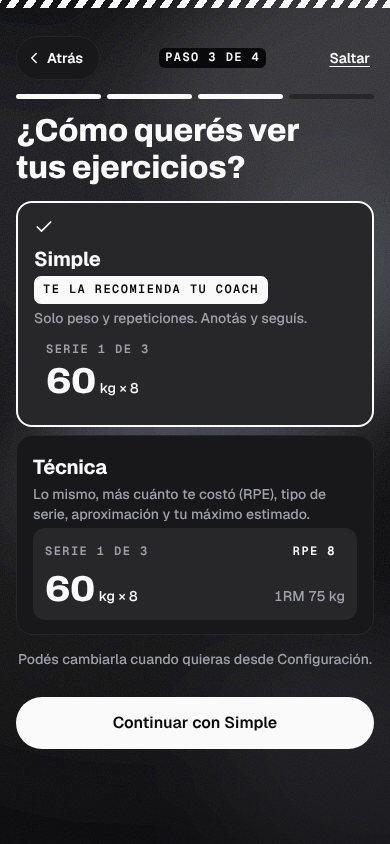 Atrás
PASO 3 DE 4
Saltar
¿Cómo querés ver
tus ejercicios?
Simple
TE LA RECOMIENDA TU COACH
Solo peso y repeticiones. Anotás y seguís.
SERIE 1 DE 3
60 kg × 8
Técnica
Lo mismo, más cuánto te costó (RPE), tipo de
serie, aproximación y tu máximo estimado.
SERIE 1 DE 3
RPE 8
60 kg × 8
1RM 75 kg
Podés cambiarla cuando quieras desde Configuración.
Continuar con Simple